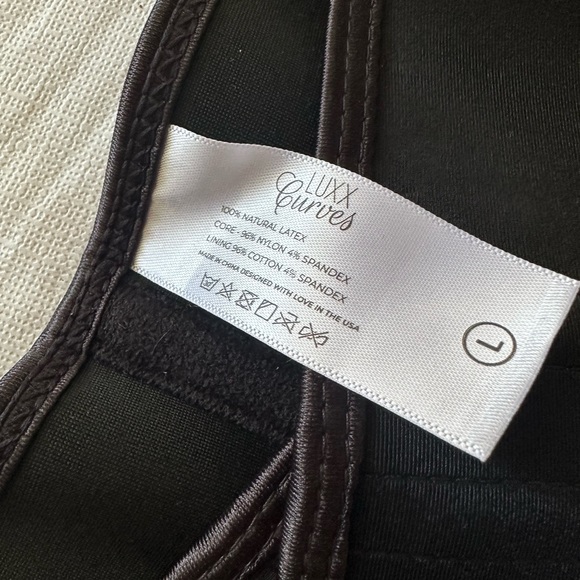 LUXX
Curves
100% NATURAL LATEX
CORE - 96% NYLON 4% SPANDEX
LINING 96% COTTON 4% SPANDEX
MADE IN CHINA DESIGNED WITH LOVE IN THE USA
L